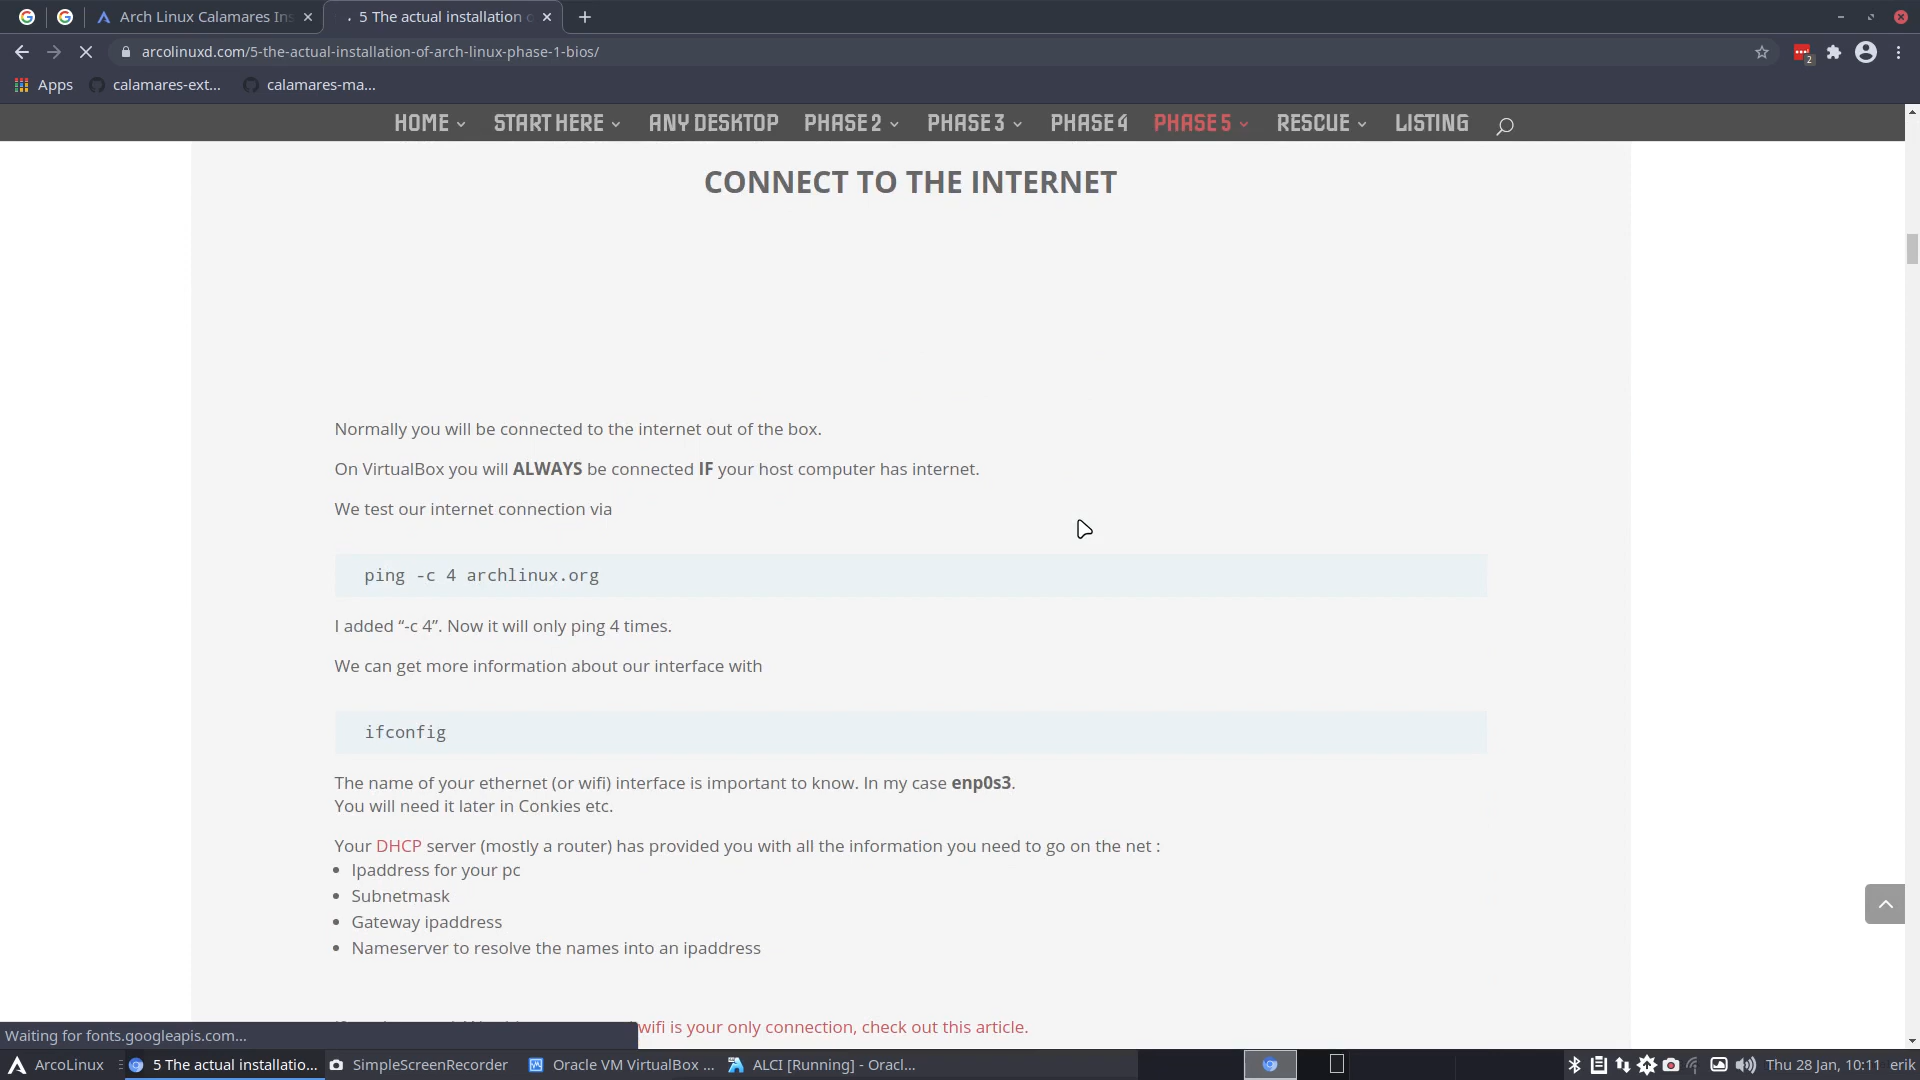 Arch Linux Calamares Ins
5 The actual installation o
arcolinuxd.com/5-the-actual-installation-of-arch-linux-phase-1-bios/
2
Apps
calamares-ext...
calamares-ma...
HOME
START HERE
ANY DESKTOP
PHASE 2
PHASE 3
PHASE 4
PHASE 5
RESCUE
LISTING
CONNECT TO THE INTERNET
Normally you will be connected to the internet out of the box.
On VirtualBox you will ALWAYS be connected IF your host computer has internet.
We test our internet connection via
ping -c 4 archlinux.org
I added “-c 4”. Now it will only ping 4 times.
We can get more information about our interface with
ifconfig
The name of your ethernet (or wifi) interface is important to know. In my case enp0s3.
You will need it later in Conkies etc.
Your DHCP server (mostly a router) has provided you with all the information you need to go on the net :
Ipaddress for your pc
Subnetmask
Gateway ipaddress
Nameserver to resolve the names into an ipaddress
wifi is your only connection, check out this article.
Waiting for fonts.googleapis.com...
ArcoLinux
5 The actual installatio...
SimpleScreenRecorder
Oracle VM VirtualBox ...
ALCI [Running] - Oracl...
Thu 28 Jan, 10:11
erik